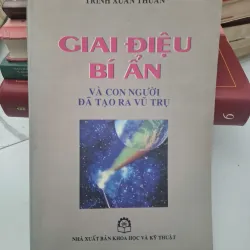 TRỊNH XUÂN THUẬN
GIAI ĐIỆU
BÍ ẨN
VÀ CON NGƯỜI
ĐÃ TẠO RA VŨ TRỤ
NHÀ XUẤT BẢN KHOA HỌC VÀ KỸ THUẬT